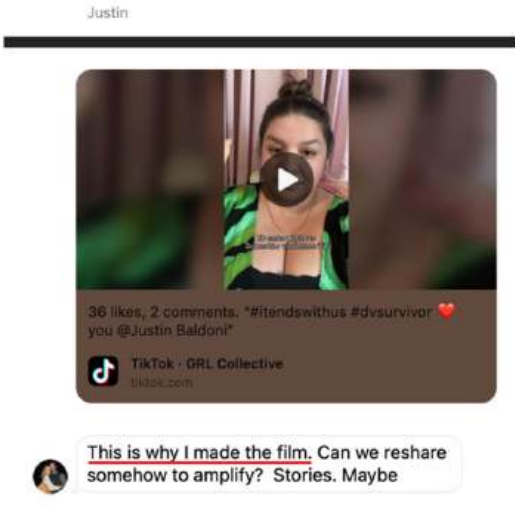 Justin
36 likes, 2 comments. "#itendswithus #dvsurvivor ❤️
you @Justin Baldoni"
TikTok · GRL Collective
tiktok.com
This is why I made the film. Can we reshare
somehow to amplify?  Stories. Maybe